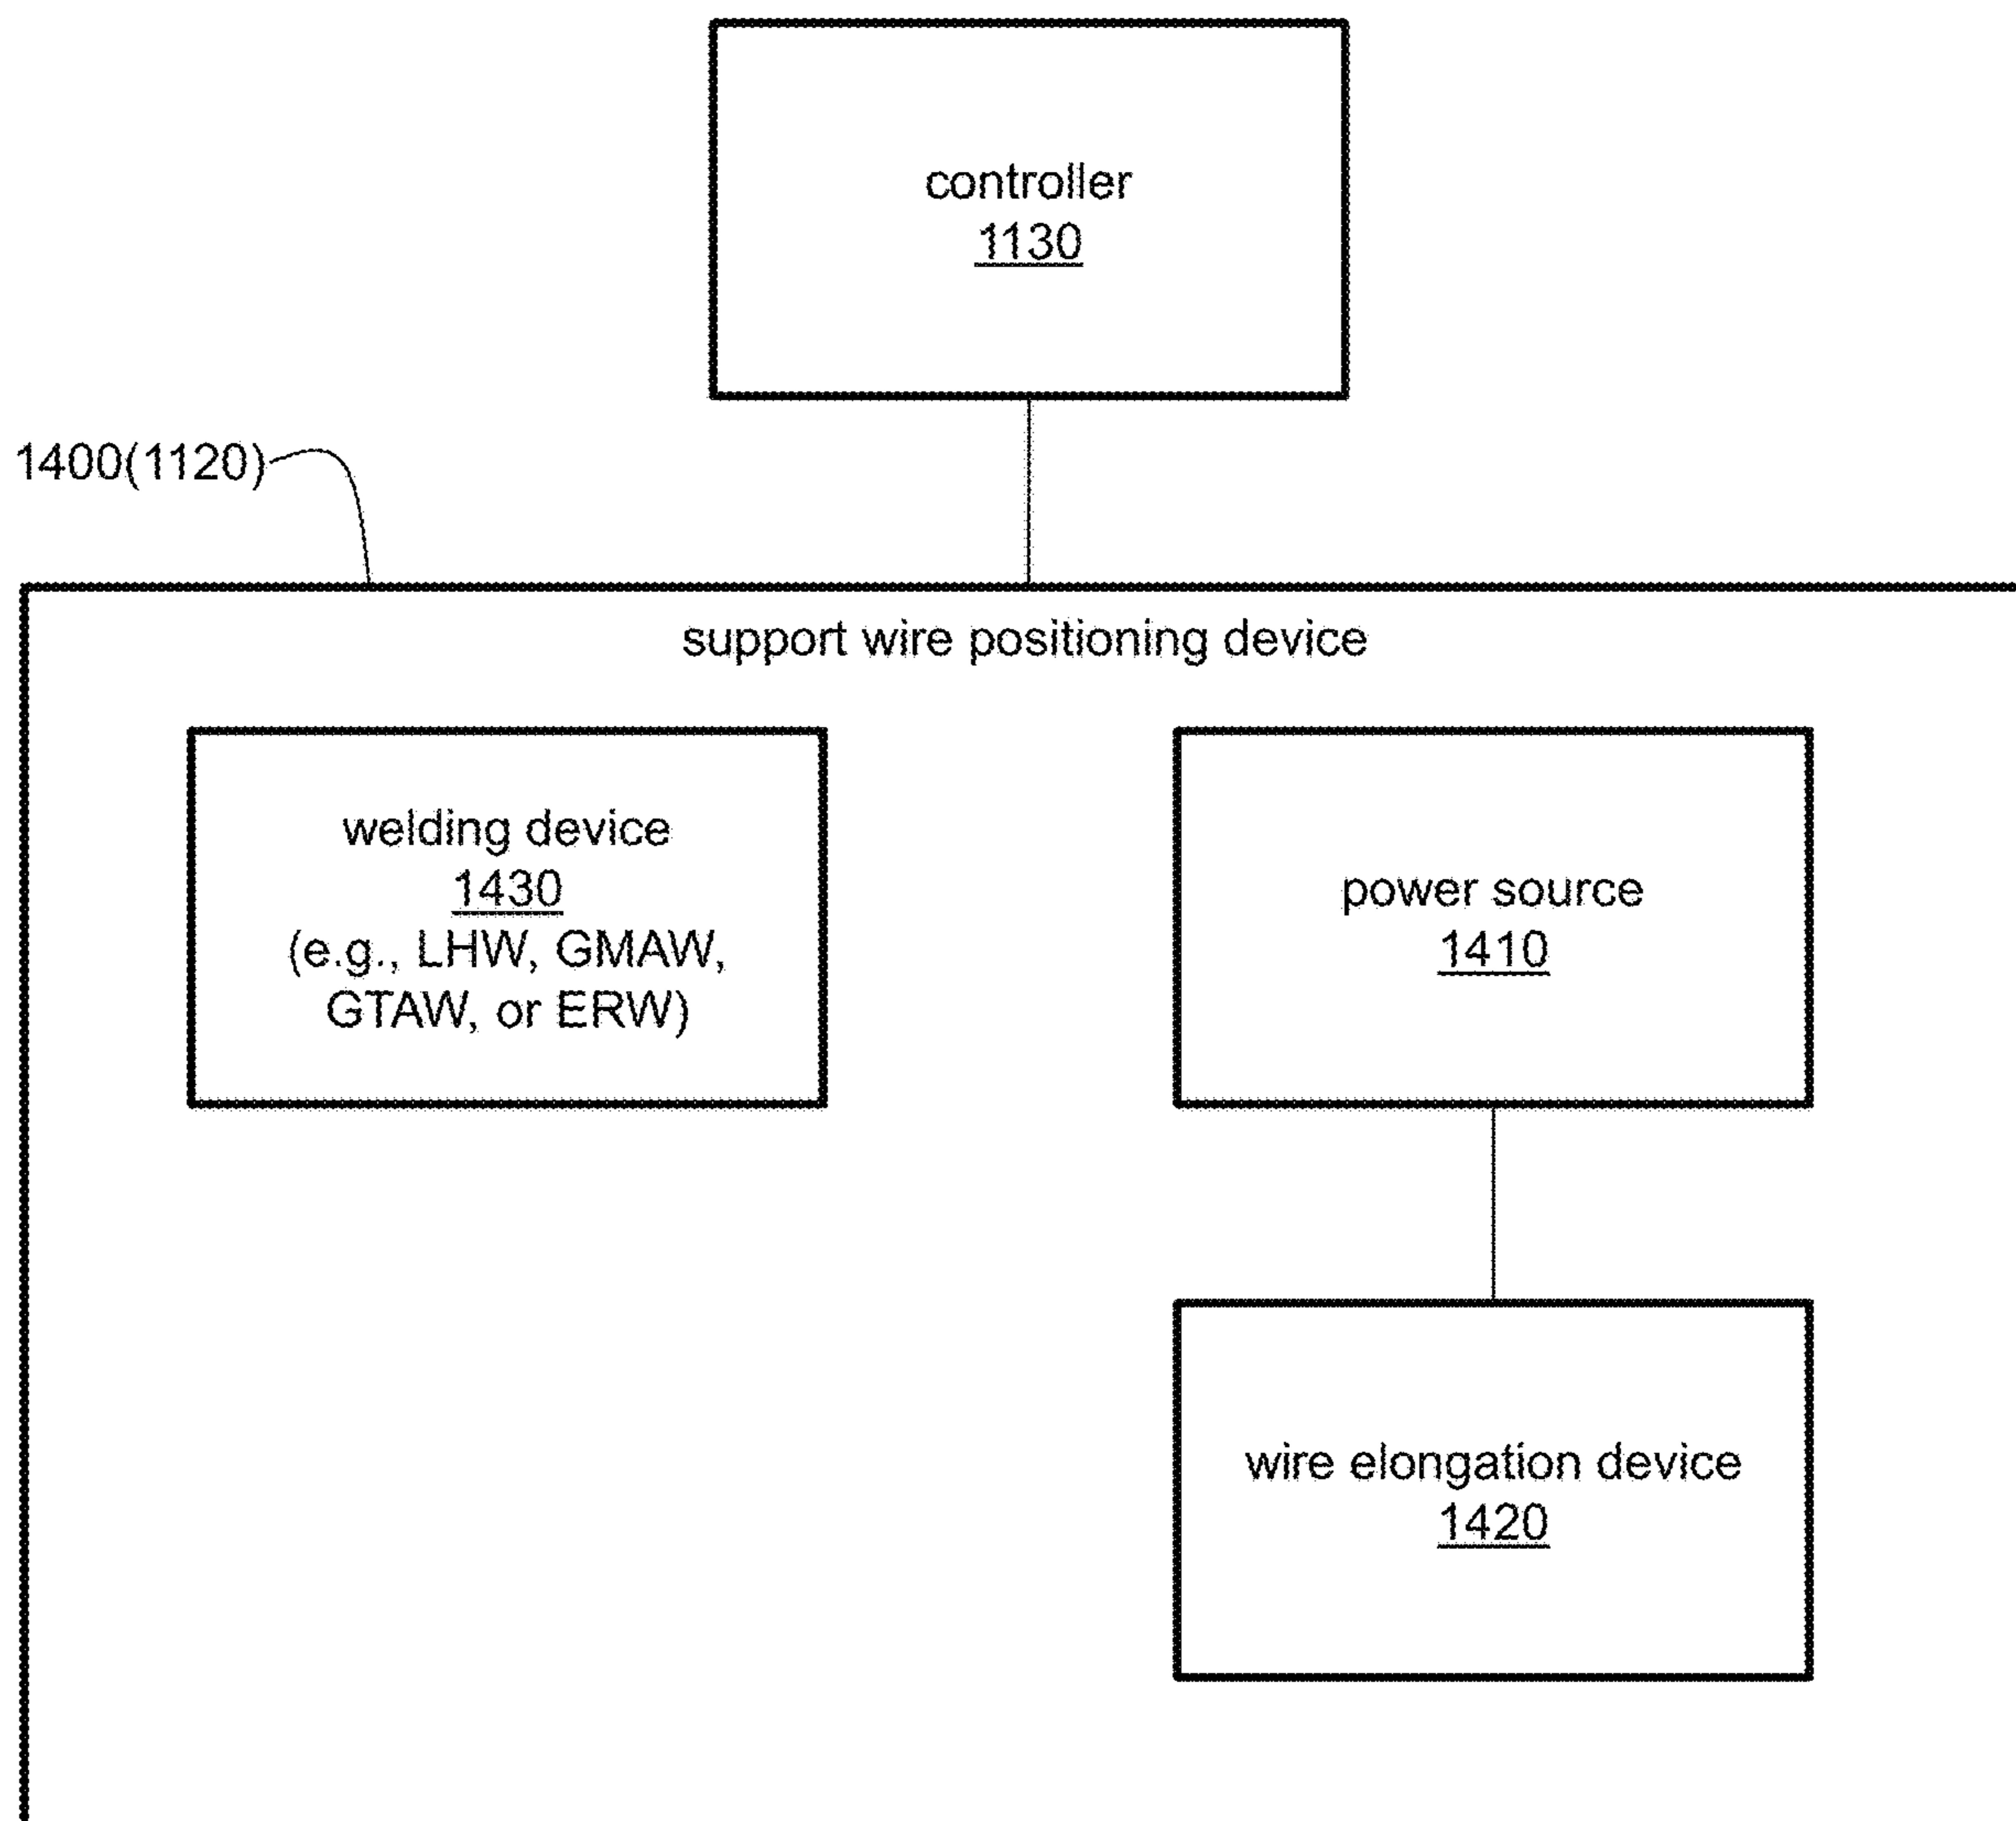 controller
1130
1400(1120)
support wire positioning device
welding device
1430
(e.g., LHW, GMAW,
GTAW, or ERW)
power source
1410
wire elongation device
1420